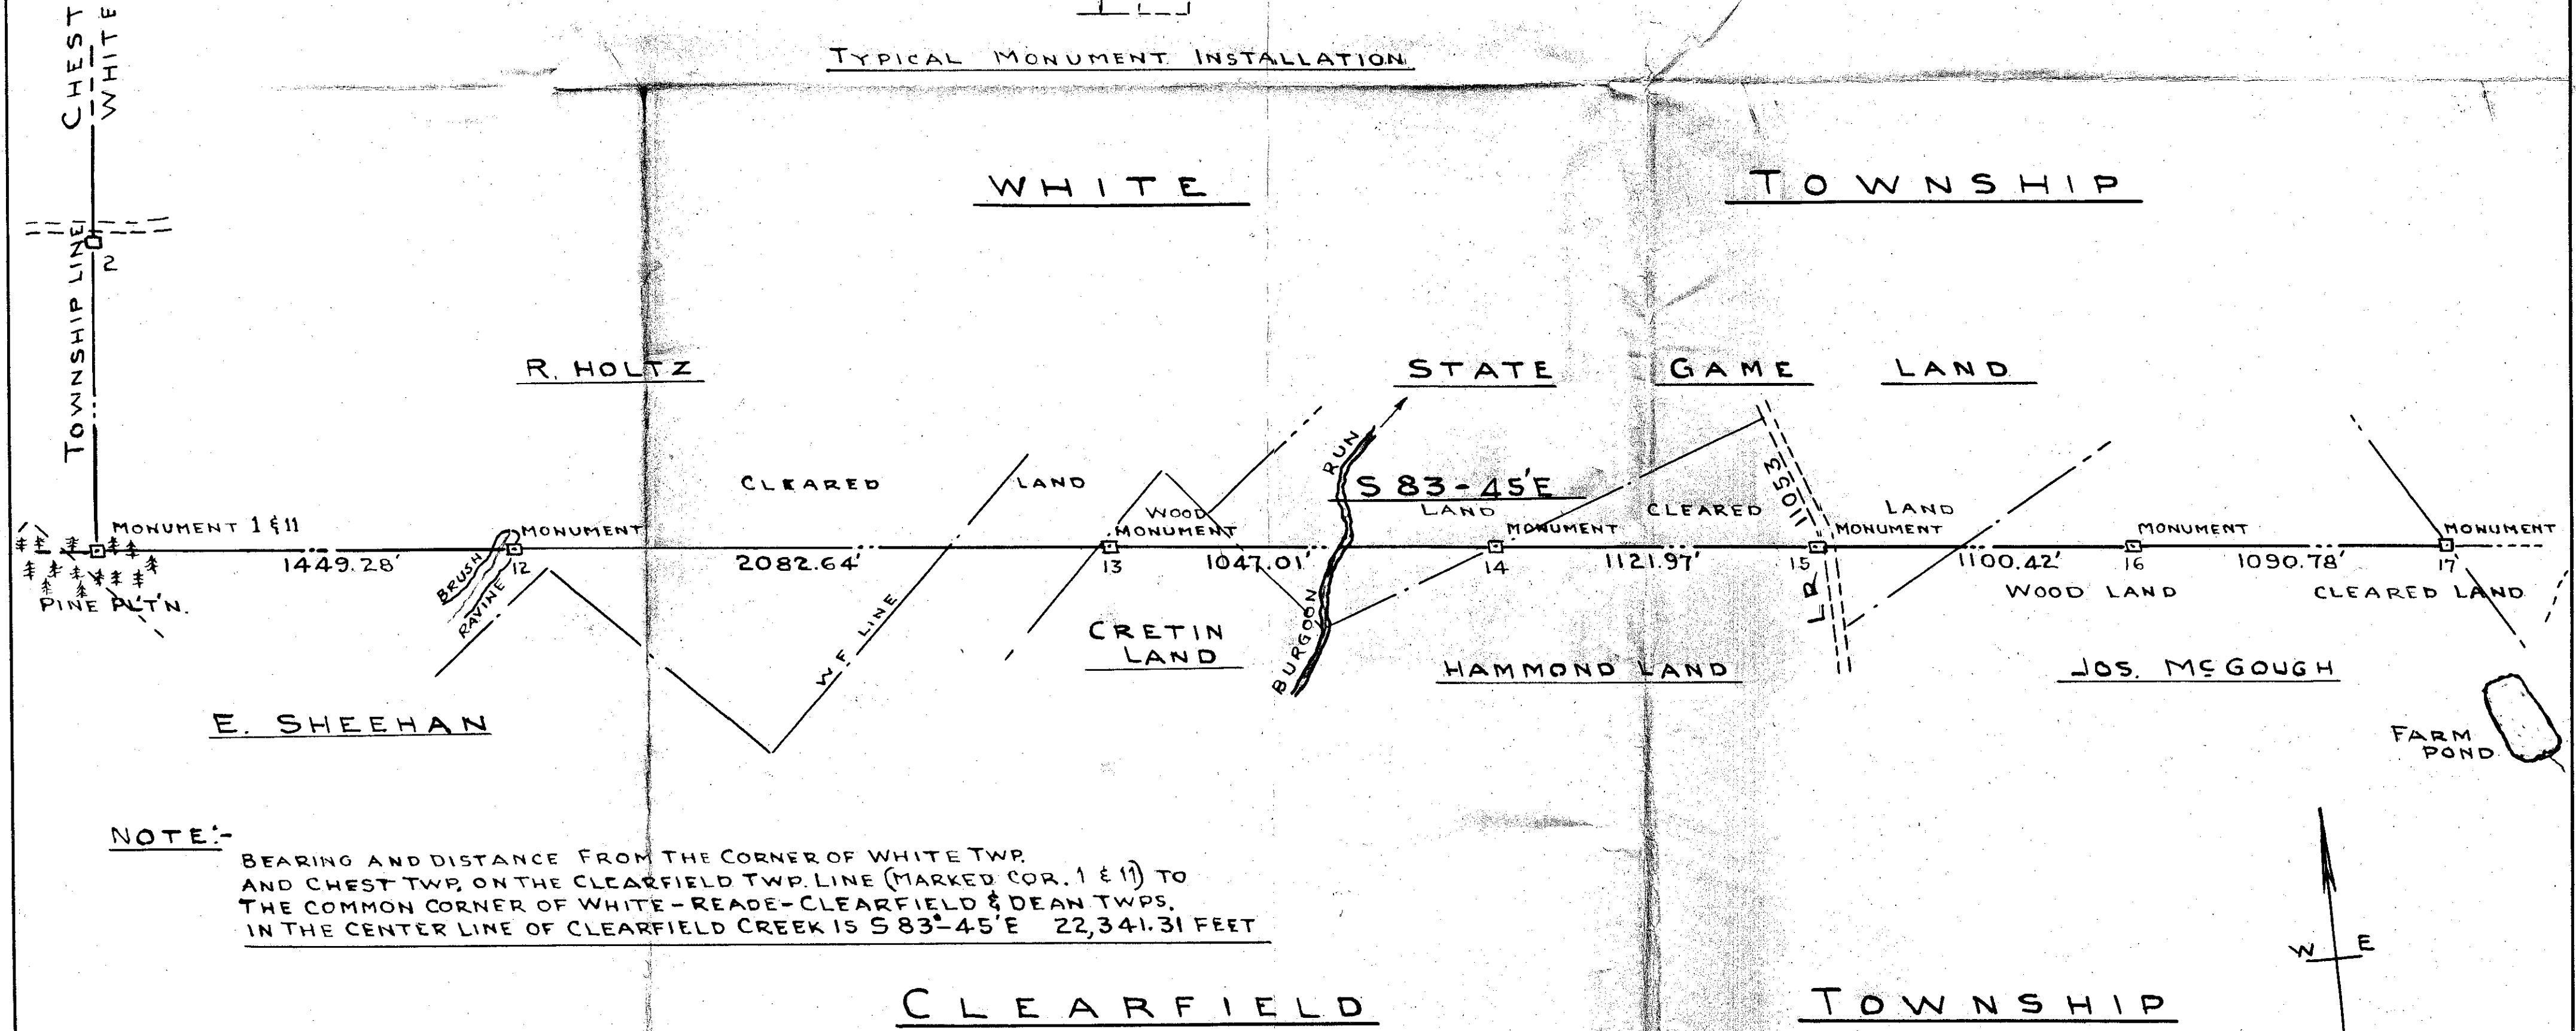 CHEST
WHITE
TYPICAL MONUMENT INSTALLATION
WHITE TOWNSHIP
TOWNSHIP LINE
2
R. HOLTZ
STATE GAME LAND
CLEARED LAND
RUN
S 83-45'E
WOOD LAND
CLEARED LAND
11053
MONUMENT 1 & 11
MONUMENT
MONUMENT
MONUMENT
MONUMENT
MONUMENT
MONUMENT
1449.28'
12
2082.64'
13
1047.01'
14
1121.97'
15
1100.42'
16
1090.78'
17
BRUSH
RAVINE
PINE PL'T'N.
W F LINE
BURGOON
L R
WOOD LAND
CLEARED LAND
CRETIN
LAND
HAMMOND LAND
JOS. McGOUGH
E. SHEEHAN
FARM
POND
NOTE:-
BEARING AND DISTANCE FROM THE CORNER OF WHITE TWP.
AND CHEST TWP. ON THE CLEARFIELD TWP. LINE (MARKED COR. 1 & 11) TO
THE COMMON CORNER OF WHITE-READE-CLEARFIELD & DEAN TWPS.
IN THE CENTER LINE OF CLEARFIELD CREEK IS S 83°-45'E 22,341.31 FEET
W E
CLEARFIELD TOWNSHIP